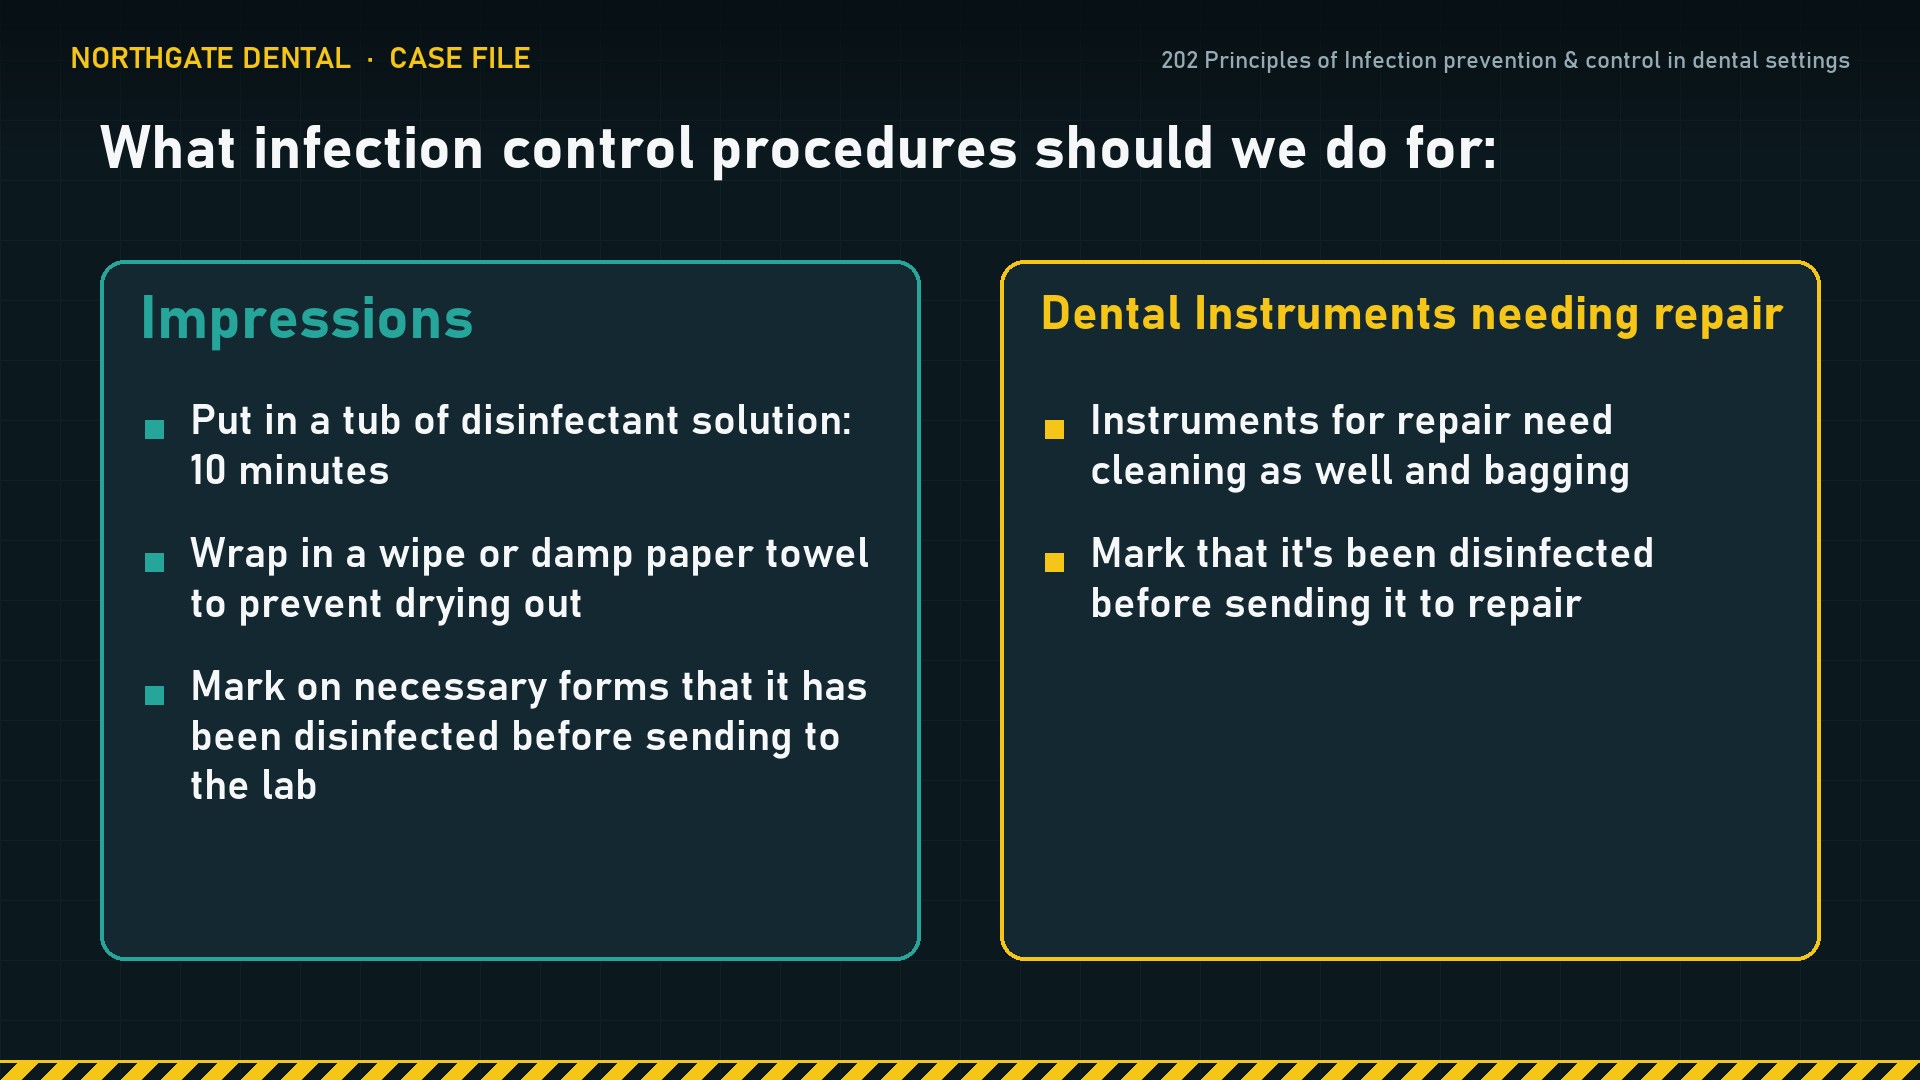 NORTHGATE DENTAL · CASE FILE
202 Principles of Infection prevention & control in dental settings
What infection control procedures should we do for:
Impressions
Put in a tub of disinfectant solution:
10 minutes
Wrap in a wipe or damp paper towel
to prevent drying out
Mark on necessary forms that it has
been disinfected before sending to
the lab
Dental Instruments needing repair
Instruments for repair need
cleaning as well and bagging
Mark that it's been disinfected
before sending it to repair